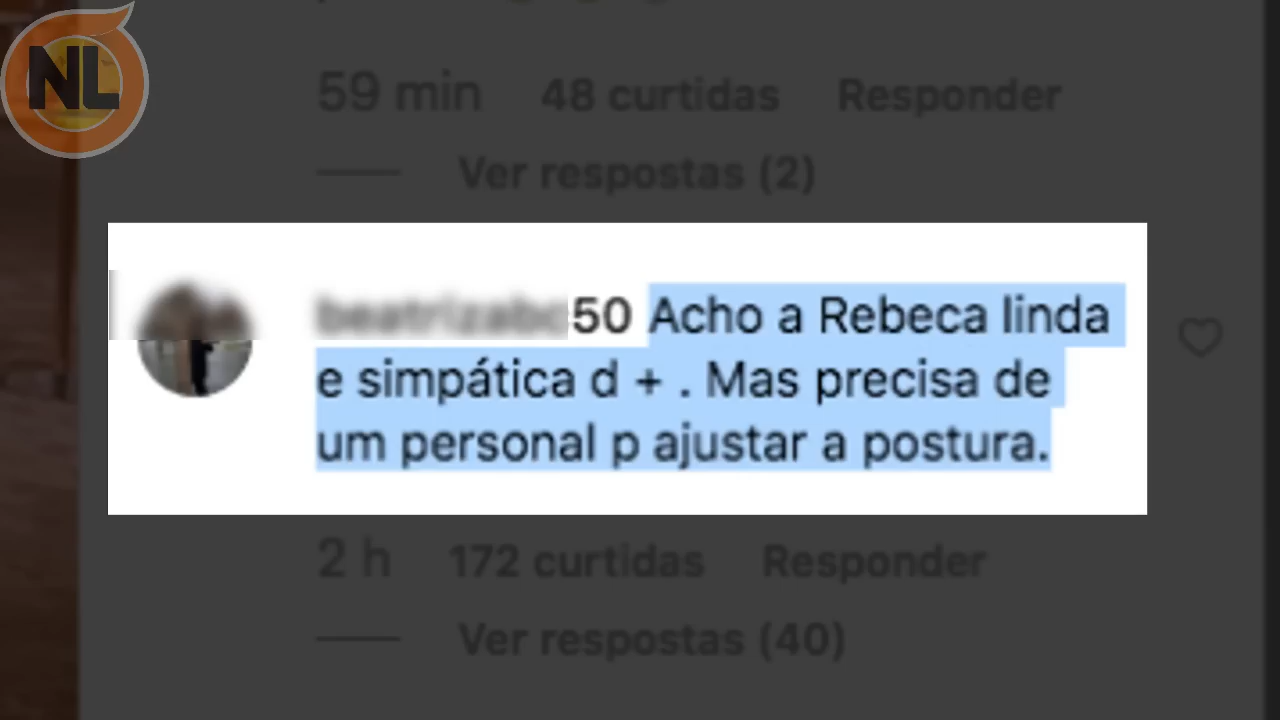 NL
59 min 48 curtidas Responder
Ver respostas (2)
50 Acho a Rebeca linda
e simpática d + . Mas precisa de
um personal p ajustar a postura.
2 h 172 curtidas Responder
Ver respostas (40)